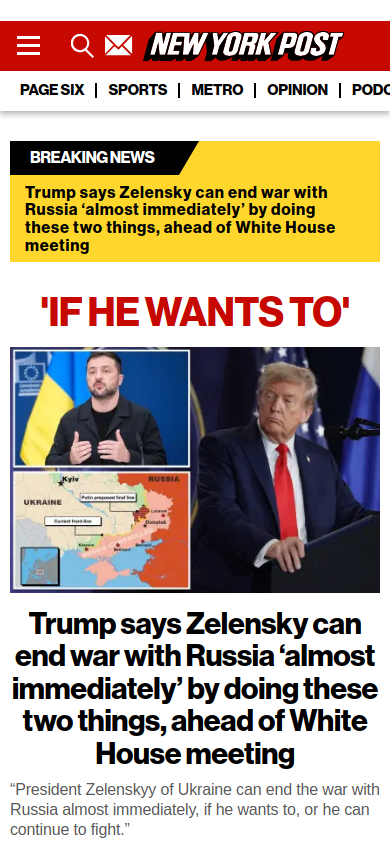 NEW YORK POST
PAGE SIX | SPORTS | METRO | OPINION | PODC
BREAKING NEWS
Trump says Zelensky can end war with
Russia ‘almost immediately’ by doing
these two things, ahead of White House
meeting
'IF HE WANTS TO'
Kyiv
RUSSIA
Putin proposed final line
UKRAINE
Luhansk
Current front line
Donetsk
Kherson
Melitopol
Trump says Zelensky can
end war with Russia ‘almost
immediately’ by doing these
two things, ahead of White
House meeting
“President Zelenskyy of Ukraine can end the war with
Russia almost immediately, if he wants to, or he can
continue to fight.”